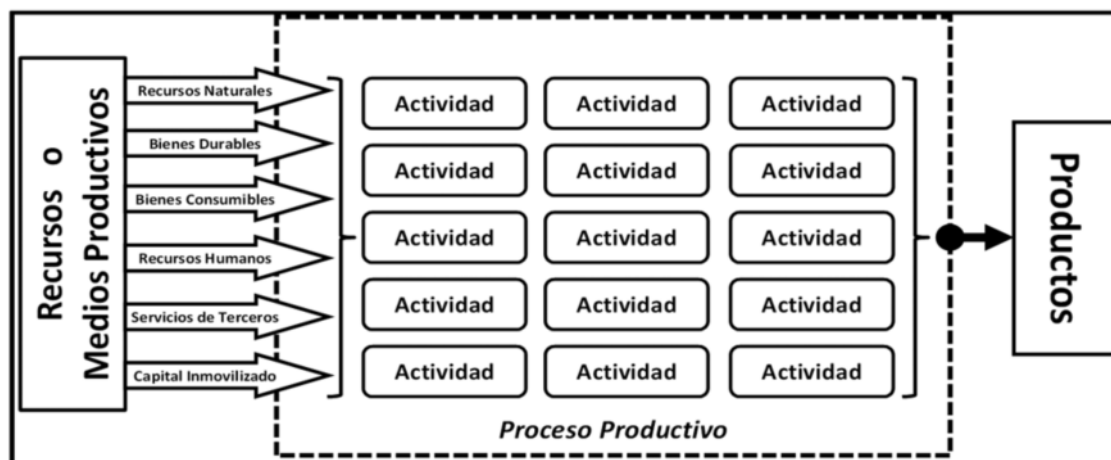 Recursos o
Medios Productivos
Recursos Naturales
Bienes Durables
Bienes Consumibles
Recursos Humanos
Servicios de Terceros
Capital Inmovilizado
Actividad Actividad Actividad
Actividad Actividad Actividad
Actividad Actividad Actividad
Actividad Actividad Actividad
Actividad Actividad Actividad
Proceso Productivo
Productos